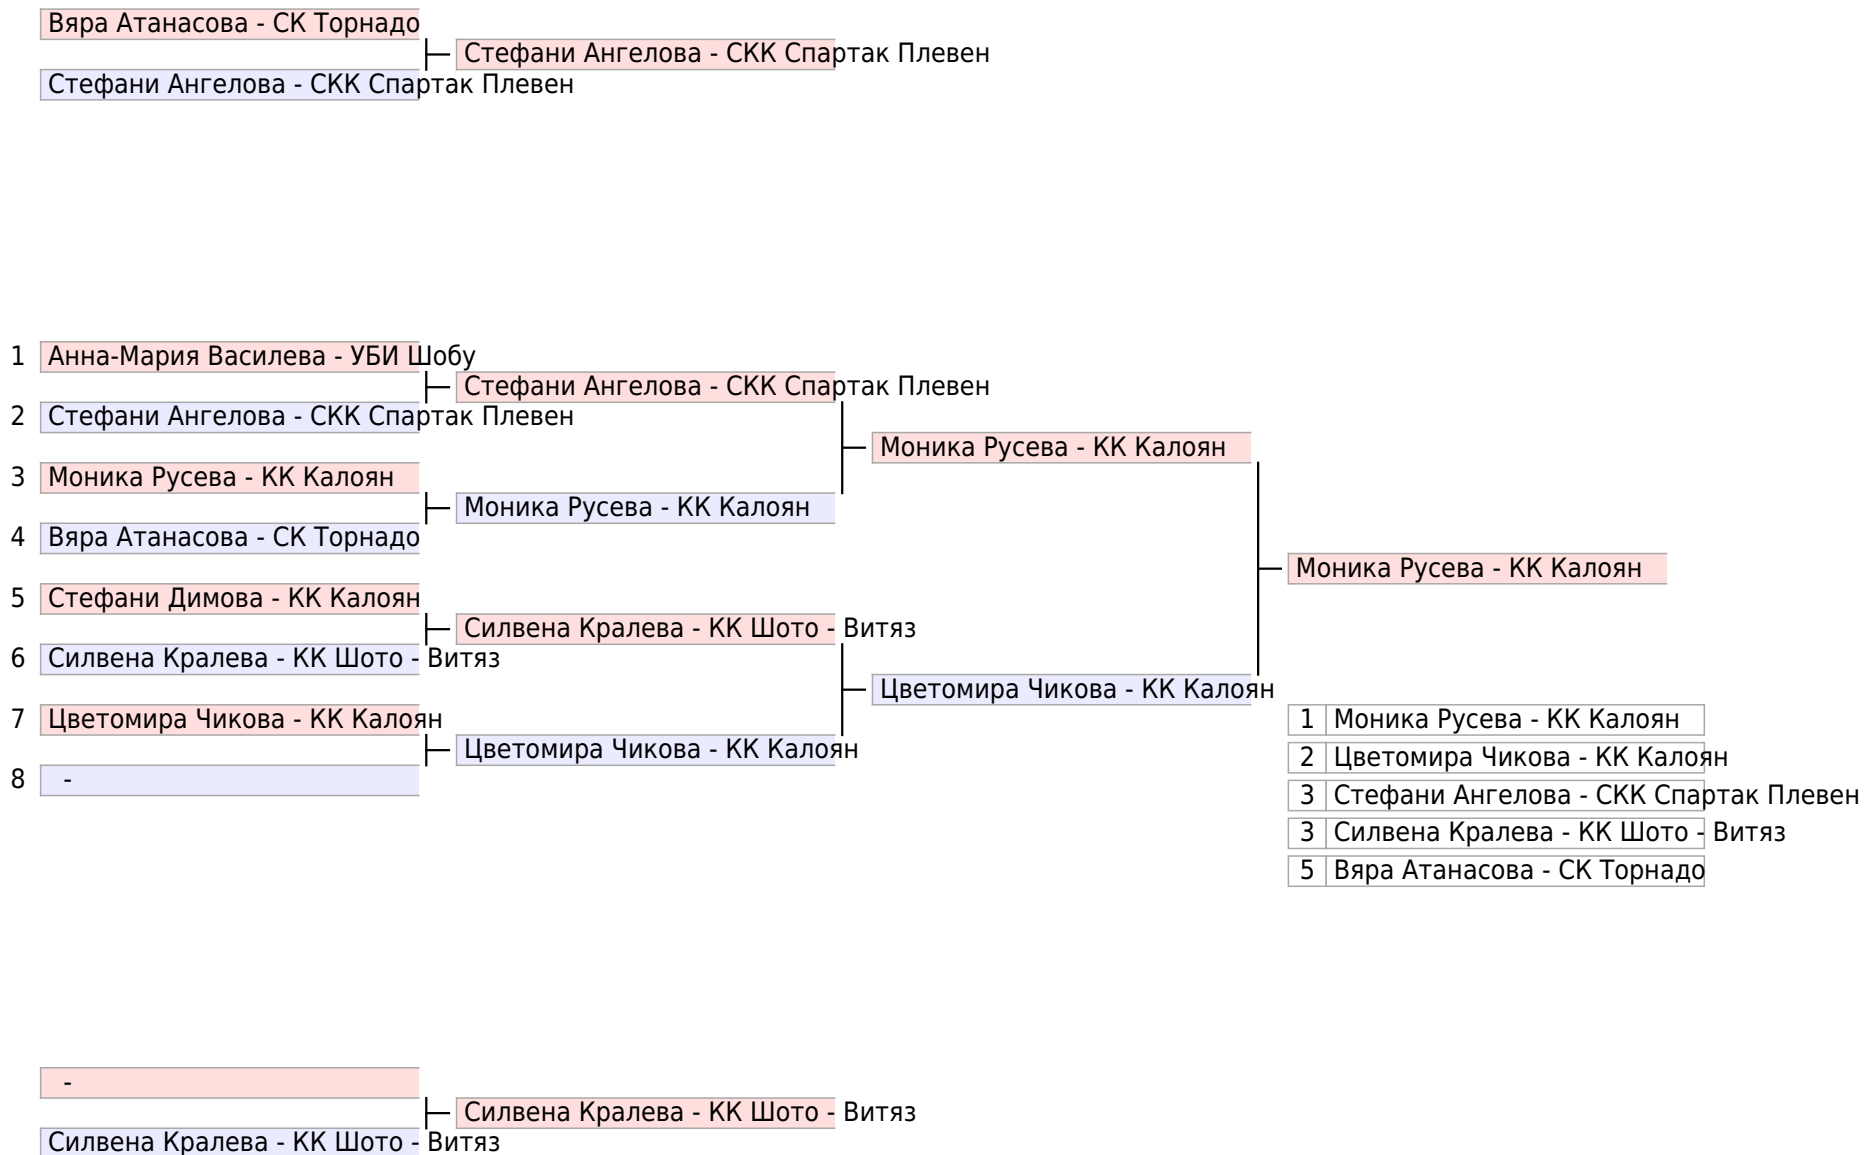 Вяра Атанасова - СК Торнадо
Стефани Ангелова - СКК Спартак Плевен
Стефани Ангелова - СКК Спартак Плевен
1 Анна-Мария Василева - УБИ Шобу
Стефани Ангелова - СКК Спартак Плевен
2 Стефани Ангелова - СКК Спартак Плевен
Моника Русева - КК Калоян
3 Моника Русева - КК Калоян
Моника Русева - КК Калоян
4 Вяра Атанасова - СК Торнадо
Моника Русева - КК Калоян
5 Стефани Димова - КК Калоян
Силвена Кралева - КК Шото - Витяз
6 Силвена Кралева - КК Шото - Витяз
Цветомира Чикова - КК Калоян
7 Цветомира Чикова - КК Калоян
Цветомира Чикова - КК Калоян
8 -
1 Моника Русева - КК Калоян
2 Цветомира Чикова - КК Калоян
3 Стефани Ангелова - СКК Спартак Плевен
3 Силвена Кралева - КК Шото - Витяз
5 Вяра Атанасова - СК Торнадо
-
Силвена Кралева - КК Шото - Витяз
Силвена Кралева - КК Шото - Витяз